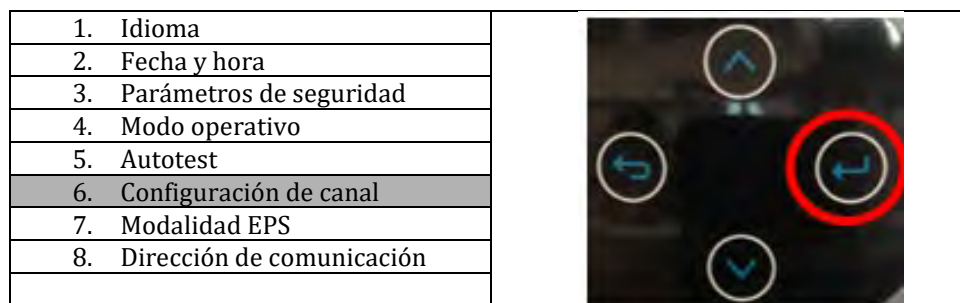 1. Idioma
2. Fecha y hora
3. Parámetros de seguridad
4. Modo operativo
5. Autotest
6. Configuración de canal
7. Modalidad EPS
8. Dirección de comunicación